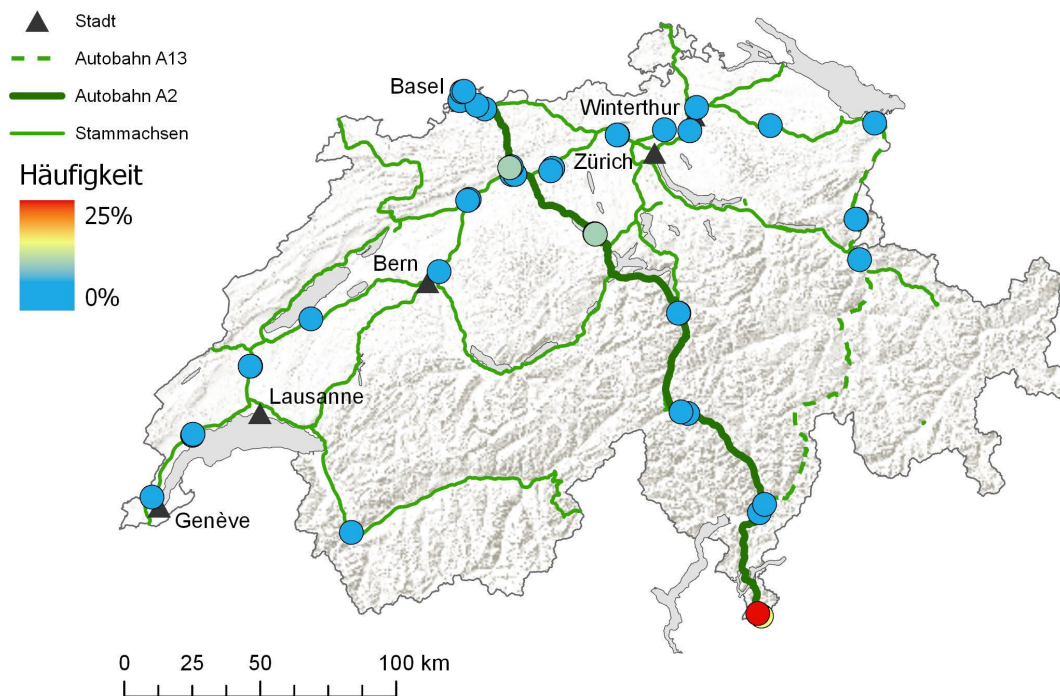 Stadt
Autobahn A13
Autobahn A2
Stammachsen
Häufigkeit
25%
0%
Basel
Winterthur
Zürich
Bern
Lausanne
Genève
0 25 50 100 km